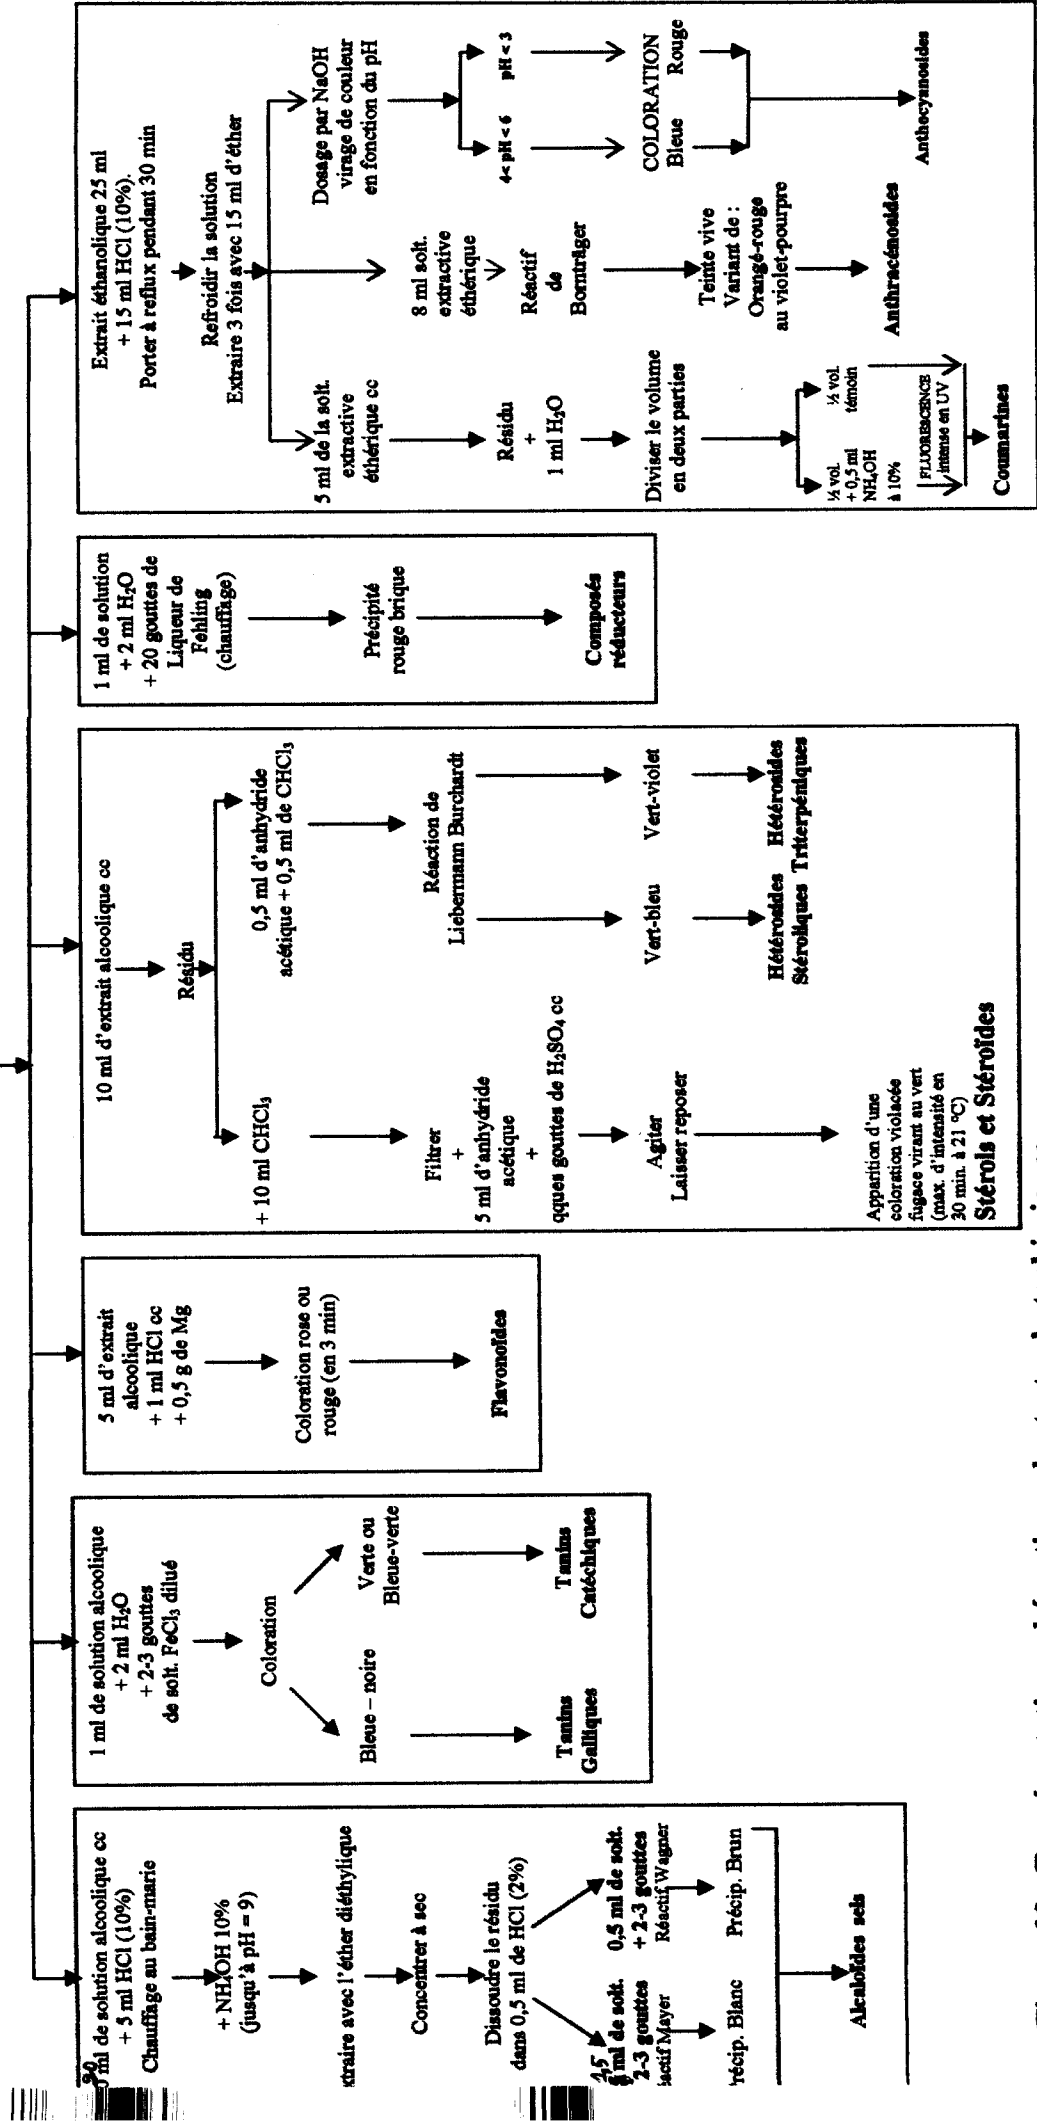 ml de solution alcoolique cc
+ 5 ml HCl (10%)
Chauffage au bain-marie
+ NH₄OH 10%
(jusqu'à pH = 9)
traire avec l'éther diéthylique
Concentrer à sec
Dissoudre le résidu
dans 0,5 ml de HCl (2%)
ml de solt.
2-3 gouttes
actif Mayer
récip. Blanc
0,5 ml de solt.
+ 2-3 gouttes
Réactif Wagner
Précip. Brun
Alcaloïdes sels
1 ml de solution alcoolique
+ 2 ml H₂O
+ 2-3 gouttes
de solt. FeCl₃ dilué
Coloration
Bleue – noire
Tanins
Galliques
Verte ou
Bleue-verte
Tanins
Catéchiques
5 ml d'extrait
alcoolique
+ 1 ml HCl cc
+ 0,5 g de Mg
Coloration rose ou
rouge (en 3 min)
Flavonoïdes
10 ml d'extrait alcoolique cc
Résidu
+ 10 ml CHCl₃
Filtrer
+
5 ml d'anhydride
acétique
+
qques gouttes de H₂SO₄ cc
Agiter
Laisser reposer
Apparition d'une
coloration violacée
fugace virant au vert
(max. d'intensité en
30 min. à 21 °C)
Stérols et Stéroïdes
0,5 ml d'anhydride
acétique + 0,5 ml de CHCl₃
Réaction de
Liebermann Burchardt
Vert-bleu
Hétérosides
Stéroliques
Vert-violet
Hétérosides
Triterpéniques
1 ml de solution
+ 2 ml H₂O
+ 20 gouttes de
Liqueur de
Fehling
(chauffage)
Précipité
rouge brique
Composés
réducteurs
Extrait éthanolique 25 ml
+ 15 ml HCl (10%).
Porter à reflux pendant 30 min
Refroidir la solution
Extraire 3 fois avec 15 ml d'éther
5 ml de la solt.
extractive
éthérique cc
Résidu
+
1 ml H₂O
Diviser le volume
en deux parties
½ vol.
+ 0,5 ml
NH₄OH
à 10%
½ vol.
témoin
FLUORESCENCE
intense en UV
Coumarines
8 ml solt.
extractive
éthérique
Réactif
de
Bornträger
Teinte vive
Variant de :
Orangé-rouge
au violet-pourpre
Anthracénosides
Dosage par NaOH
virage de couleur
en fonction du pH
4< pH < 6
pH < 3
COLORATION
Bleue Rouge
Anthecyanosides